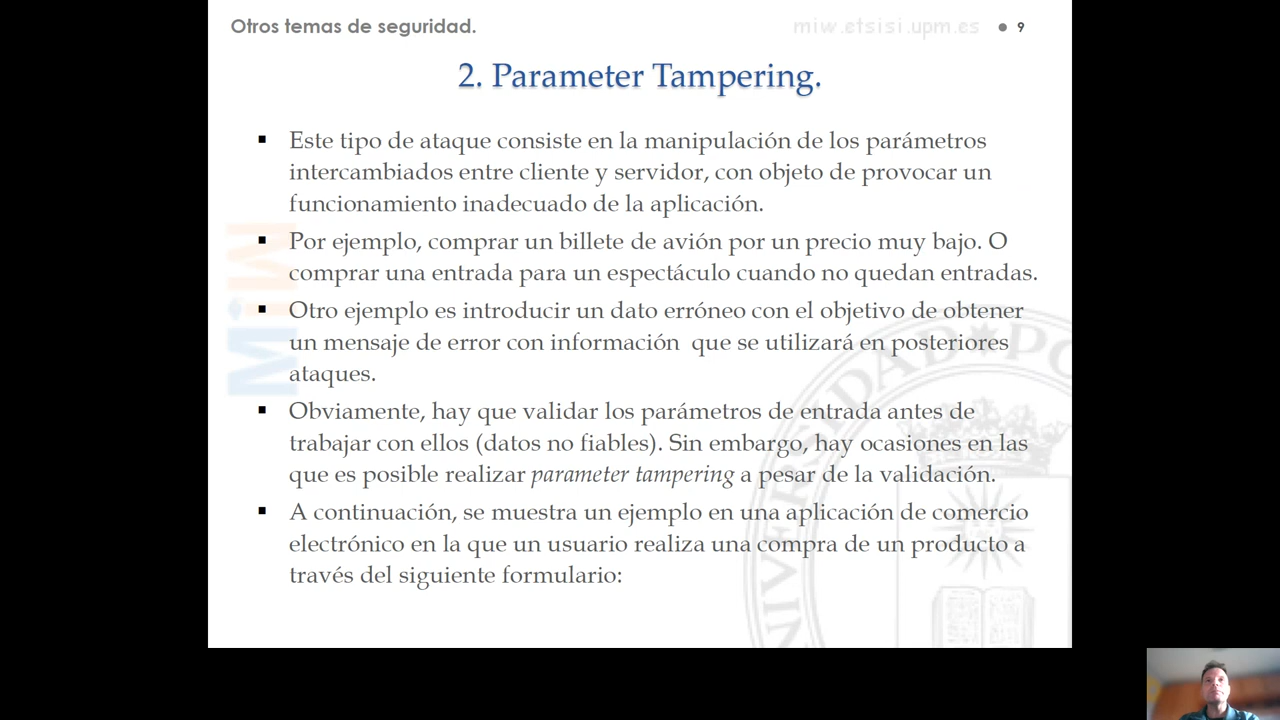 Otros temas de seguridad.
miw.etsisi.upm.es
9
2. Parameter Tampering.
Este tipo de ataque consiste en la manipulación de los parámetros
intercambiados entre cliente y servidor, con objeto de provocar un
funcionamiento inadecuado de la aplicación.
Por ejemplo, comprar un billete de avión por un precio muy bajo. O
comprar una entrada para un espectáculo cuando no quedan entradas.
Otro ejemplo es introducir un dato erróneo con el objetivo de obtener
un mensaje de error con información que se utilizará en posteriores
ataques.
Obviamente, hay que validar los parámetros de entrada antes de
trabajar con ellos (datos no fiables). Sin embargo, hay ocasiones en las
que es posible realizar parameter tampering a pesar de la validación.
A continuación, se muestra un ejemplo en una aplicación de comercio
electrónico en la que un usuario realiza una compra de un producto a
través del siguiente formulario:
MiW